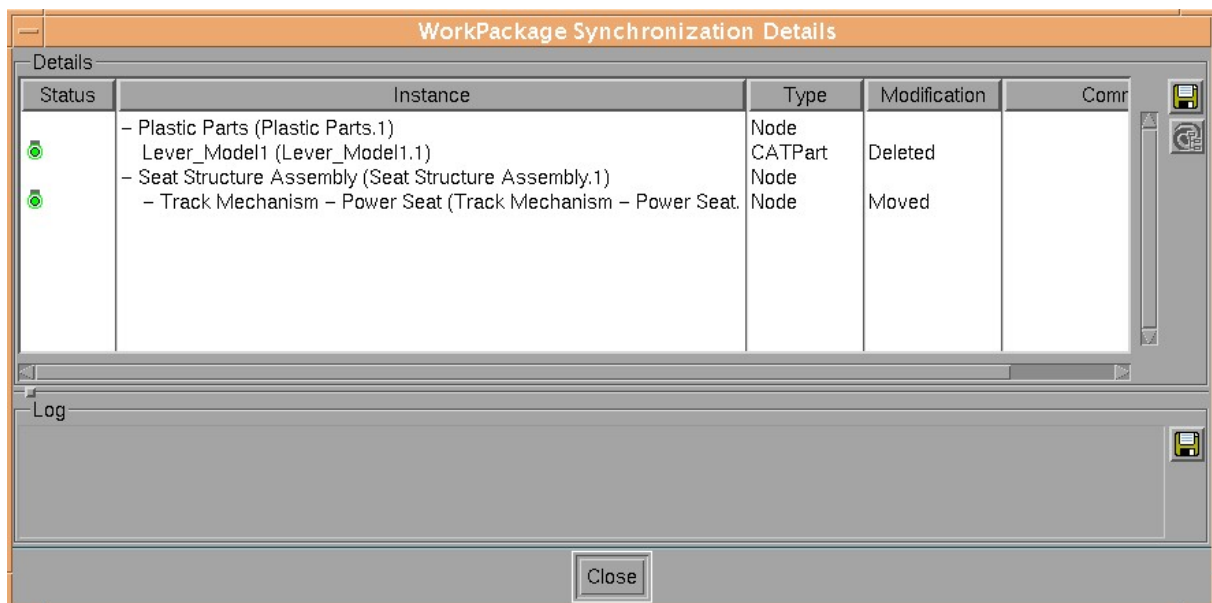 WorkPackage Synchronization Details
Details
Status Instance Type Modification Comr
– Plastic Parts (Plastic Parts.1) Node
Lever_Model1 (Lever_Model1.1) CATPart Deleted
– Seat Structure Assembly (Seat Structure Assembly.1) Node
– Track Mechanism – Power Seat (Track Mechanism – Power Seat. Node Moved
Log
Close